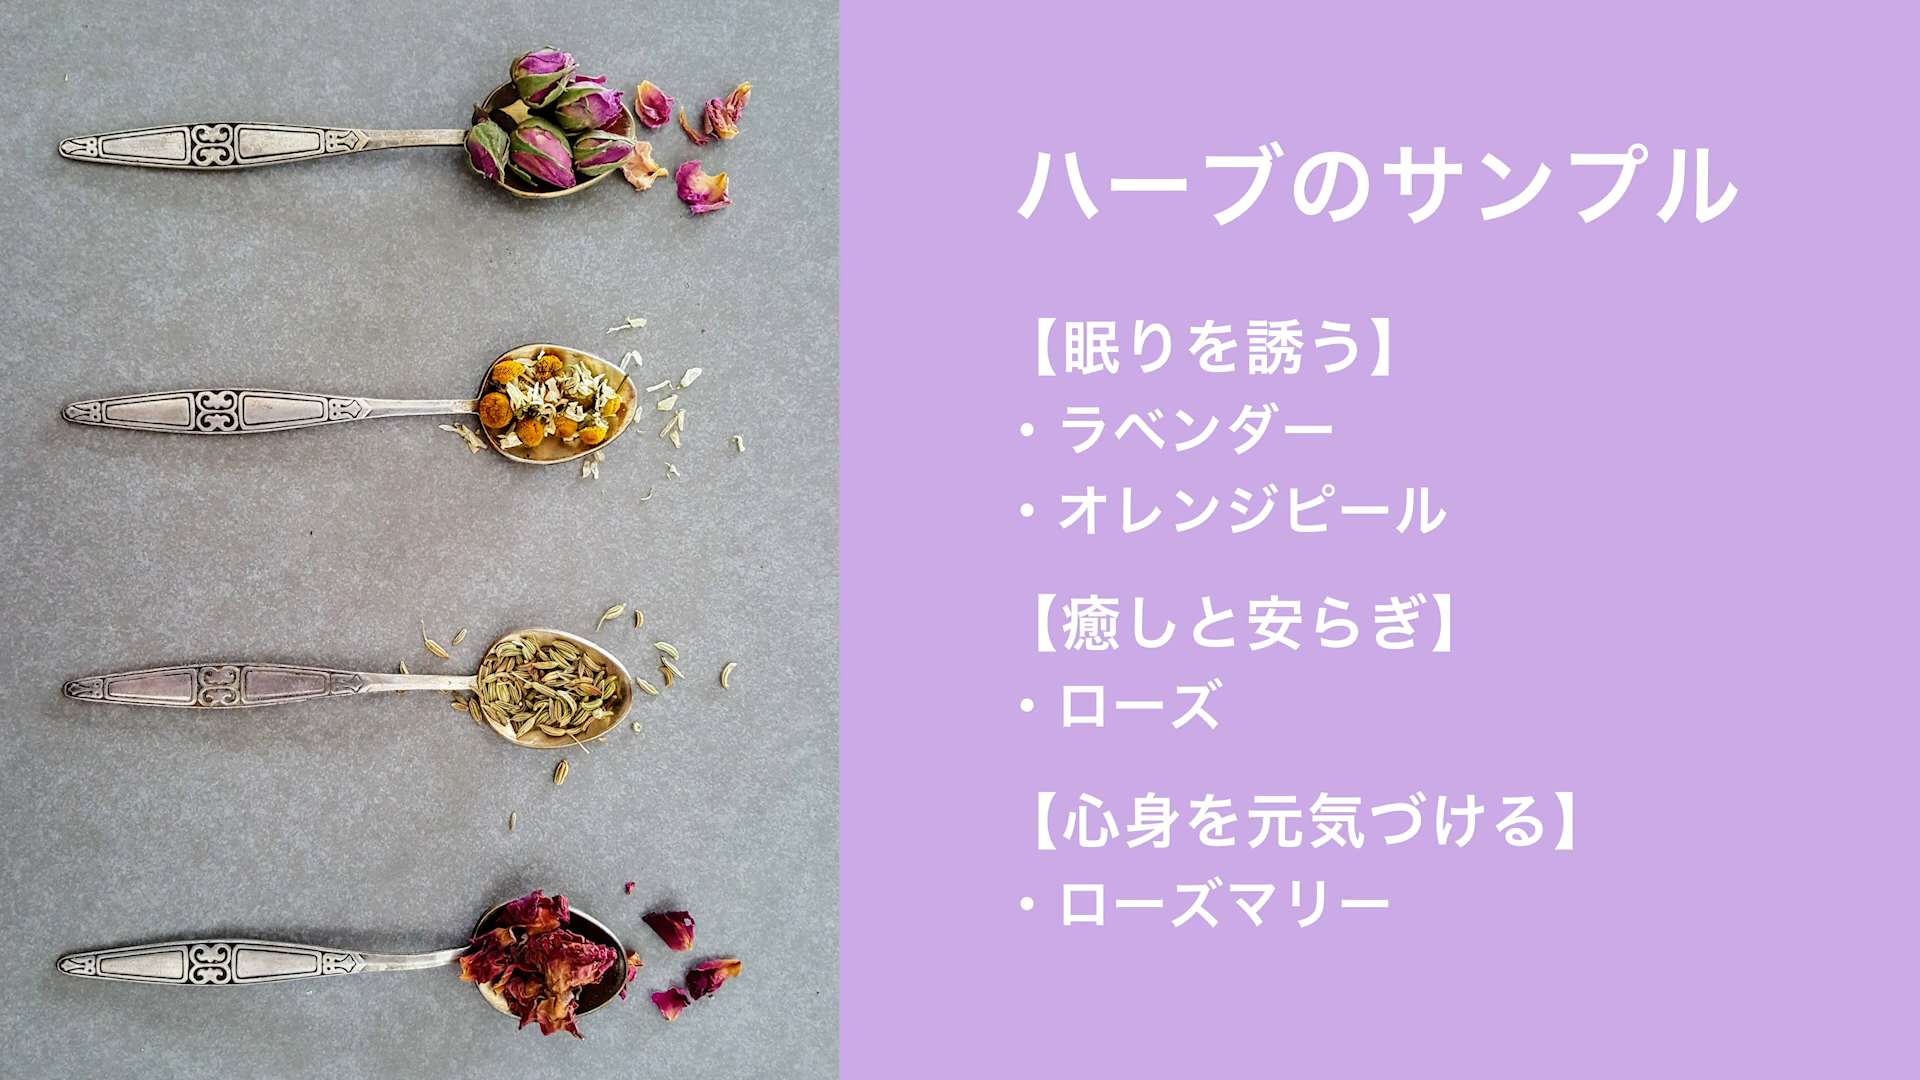 ハーブのサンプル
【眠りを誘う】
・ラベンダー
・オレンジピール
【癒しと安らぎ】
・ローズ
【心身を元気づける】
・ローズマリー